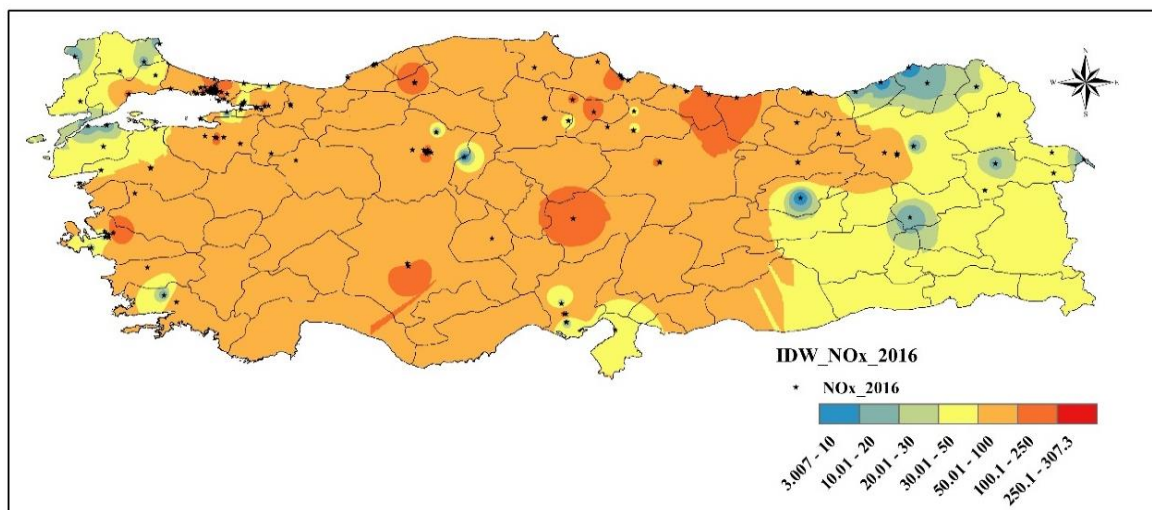 N
W
E
S
IDW_NOx_2016
NOx_2016
3.007 - 10
10.01 - 20
20.01 - 30
30.01 - 50
50.01 - 100
100.1 - 250
250.1 - 307.3